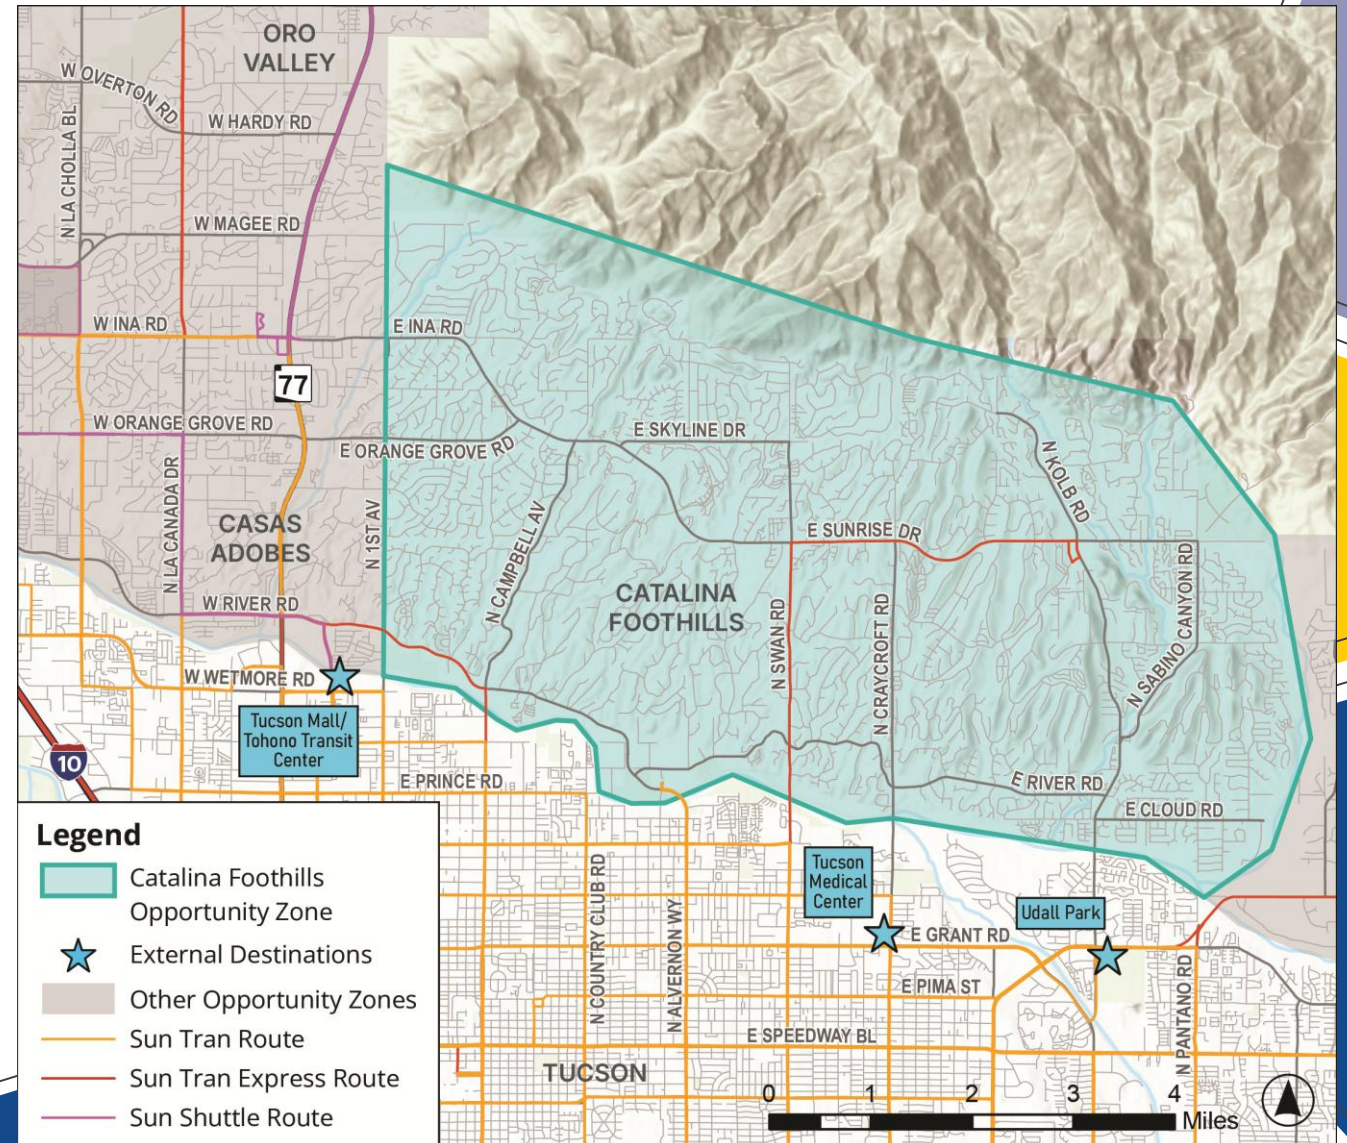 ORO
VALLEY
W OVERTON RD
N LA CHOLLA BL
W HARDY RD
W MAGEE RD
W INA RD
E INA RD
77
W ORANGE GROVE RD
E ORANGE GROVE RD
E SKYLINE DR
N KOLB RD
N LA CANADA DR
CASAS
ADOBES
N 1ST AV
N CAMPBELL AV
E SUNRISE DR
CATALINA
FOOTHILLS
N SWAN RD
N CRAYCROFT RD
N SABINO CANYON RD
W RIVER RD
W WETMORE RD
Tucson Mall/
Tohono Transit
Center
10
E PRINCE RD
E RIVER RD
E CLOUD RD
Tucson
Medical
Center
Udall Park
N COUNTRY CLUB RD
N ALVERNON WY
E GRANT RD
E PIMA ST
N PANTANO RD
E SPEEDWAY BL
TUCSON
Legend
Catalina Foothills
Opportunity Zone
External Destinations
Other Opportunity Zones
Sun Tran Route
Sun Tran Express Route
Sun Shuttle Route
0 1 2 3 4
Miles